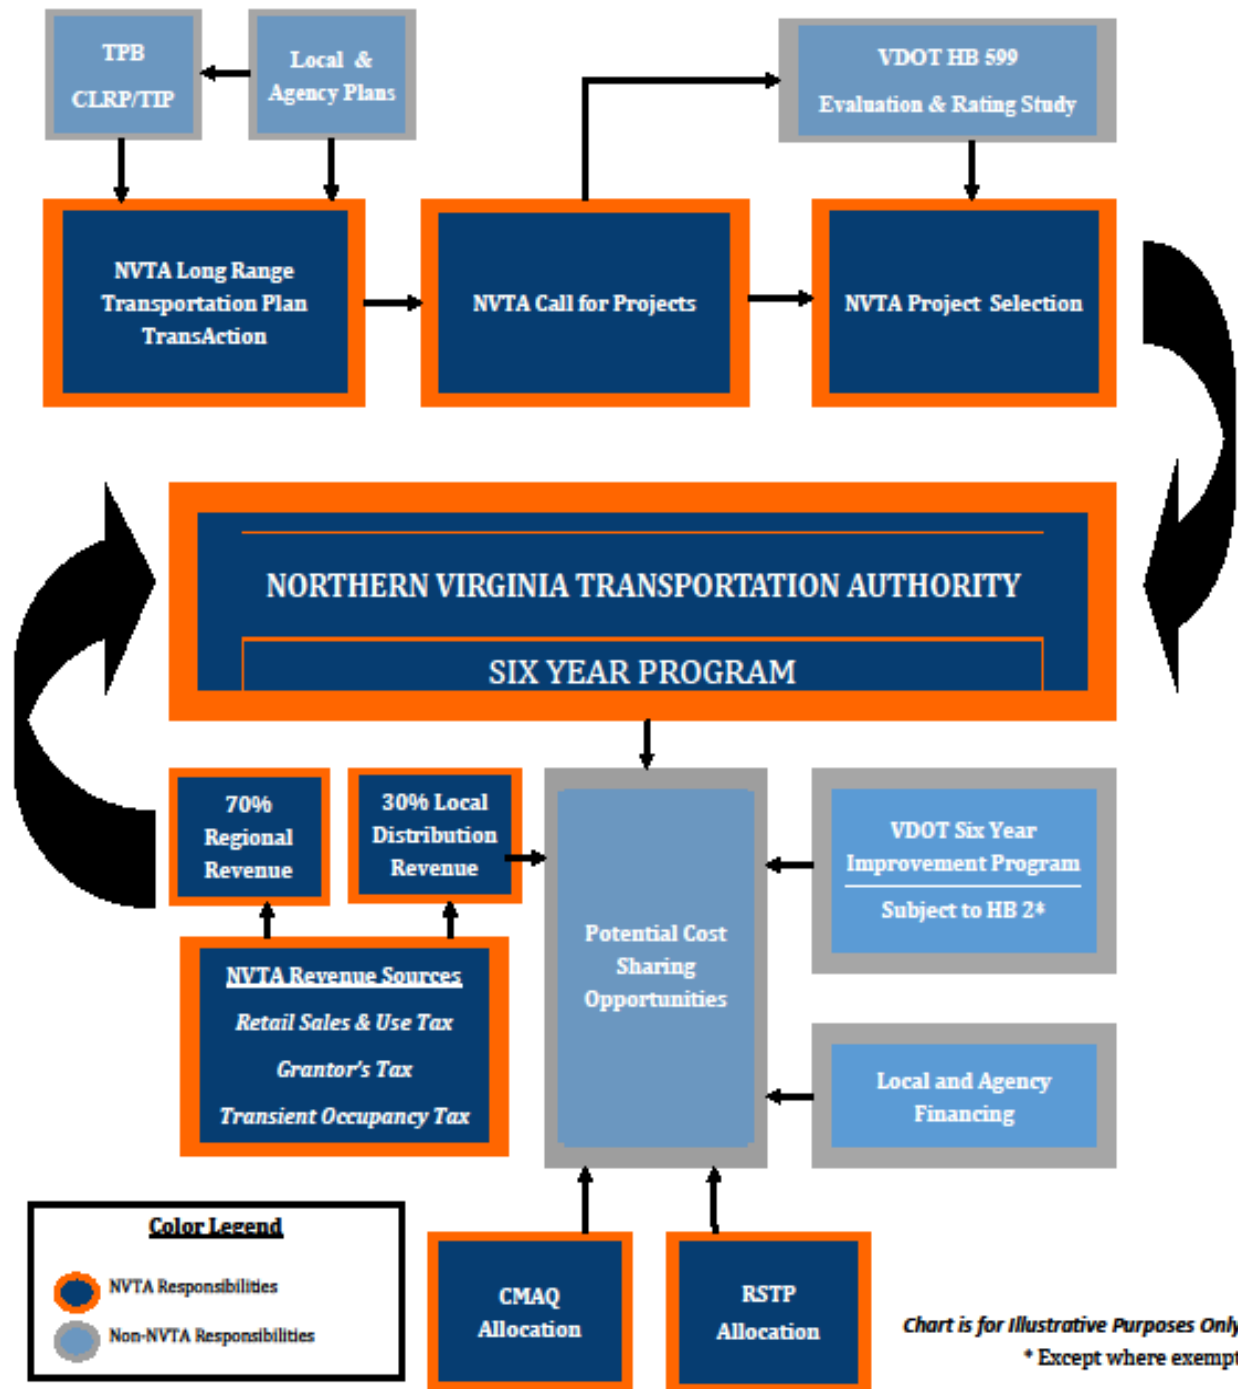 TPB
CLRP/TIP
Local & 
Agency Plans
VDOT HB 599
Evaluation & Rating Study
NVTA Long Range
Transportation Plan
TransAction
NVTA Call for Projects
NVTA Project Selection
NORTHERN VIRGINIA TRANSPORTATION AUTHORITY
SIX YEAR PROGRAM
70%
Regional
Revenue
30% Local
Distribution
Revenue
NVTA Revenue Sources
Retail Sales & Use Tax
Grantor's Tax
Transient Occupancy Tax
Potential Cost
Sharing
Opportunities
VDOT Six Year
Improvement Program
Subject to HB 2*
Local and Agency
Financing
CMAQ
Allocation
RSTP
Allocation
Color Legend
NVTA Responsibilities
Non-NVTA Responsibilities
Chart is for Illustrative Purposes Only
* Except where exempt